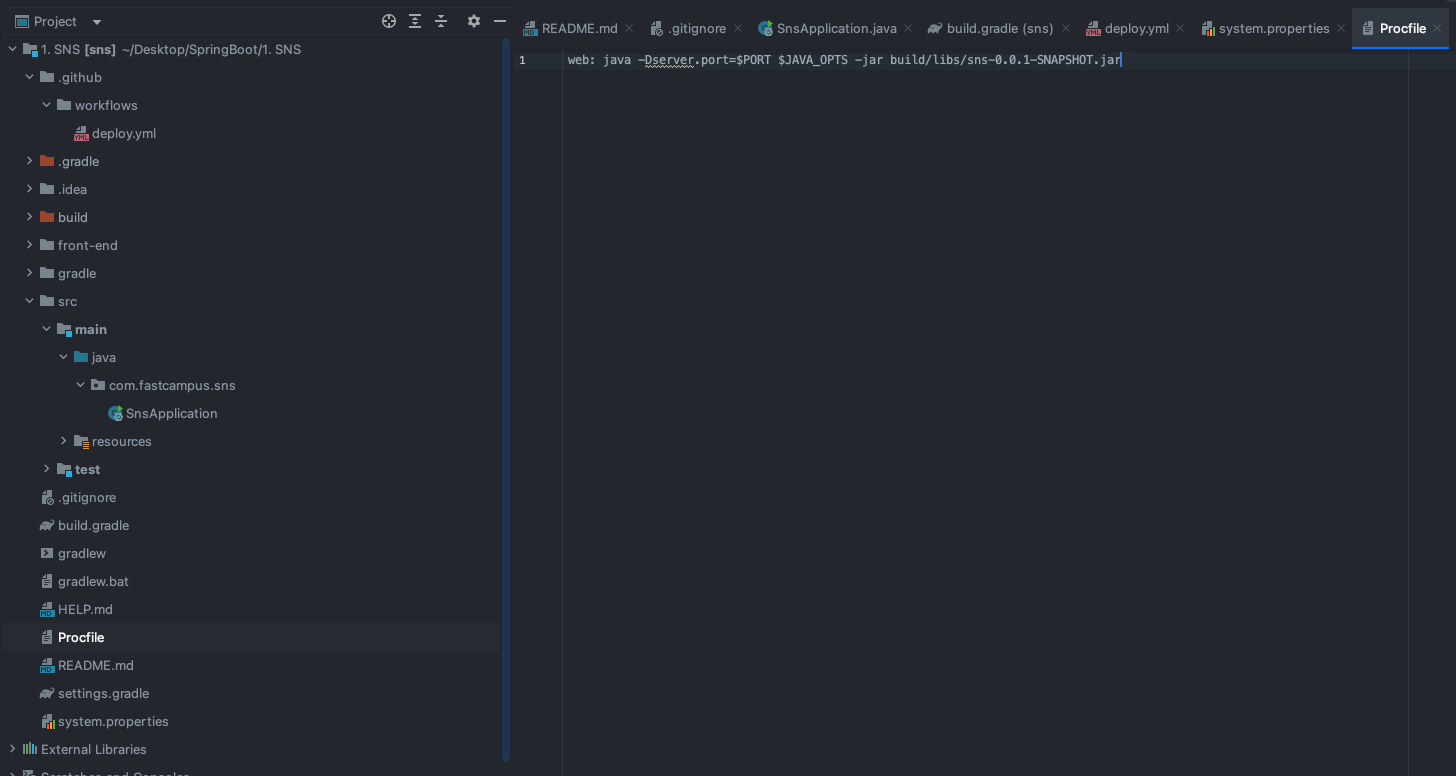 Project
README.md
.gitignore
SnsApplication.java
build.gradle (sns)
deploy.yml
system.properties
Procfile
1. SNS [sns] ~/Desktop/SpringBoot/1. SNS
.github
workflows
deploy.yml
.gradle
.idea
build
front-end
gradle
src
main
java
com.fastcampus.sns
SnsApplication
resources
test
.gitignore
build.gradle
gradlew
gradlew.bat
HELP.md
Procfile
README.md
settings.gradle
system.properties
External Libraries
Scratches and Consoles
1 web: java -Dserver.port=$PORT $JAVA_OPTS -jar build/libs/sns-0.0.1-SNAPSHOT.jar